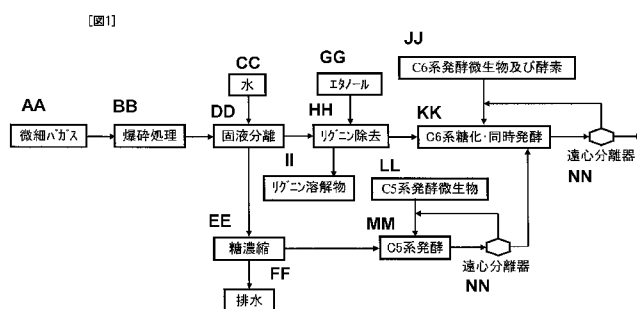 [図1]
JJ
CC
GG
C6系発酵微生物及び酵素
水
エタノール
AA
BB
DD
HH
KK
微細バガス
爆砕処理
固液分離
リグニン除去
C6系糖化・同時発酵
II
LL
遠心分離器
リグニン溶解物
C5系発酵微生物
NN
EE
MM
糖濃縮
C5系発酵
FF
遠心分離器
排水
NN